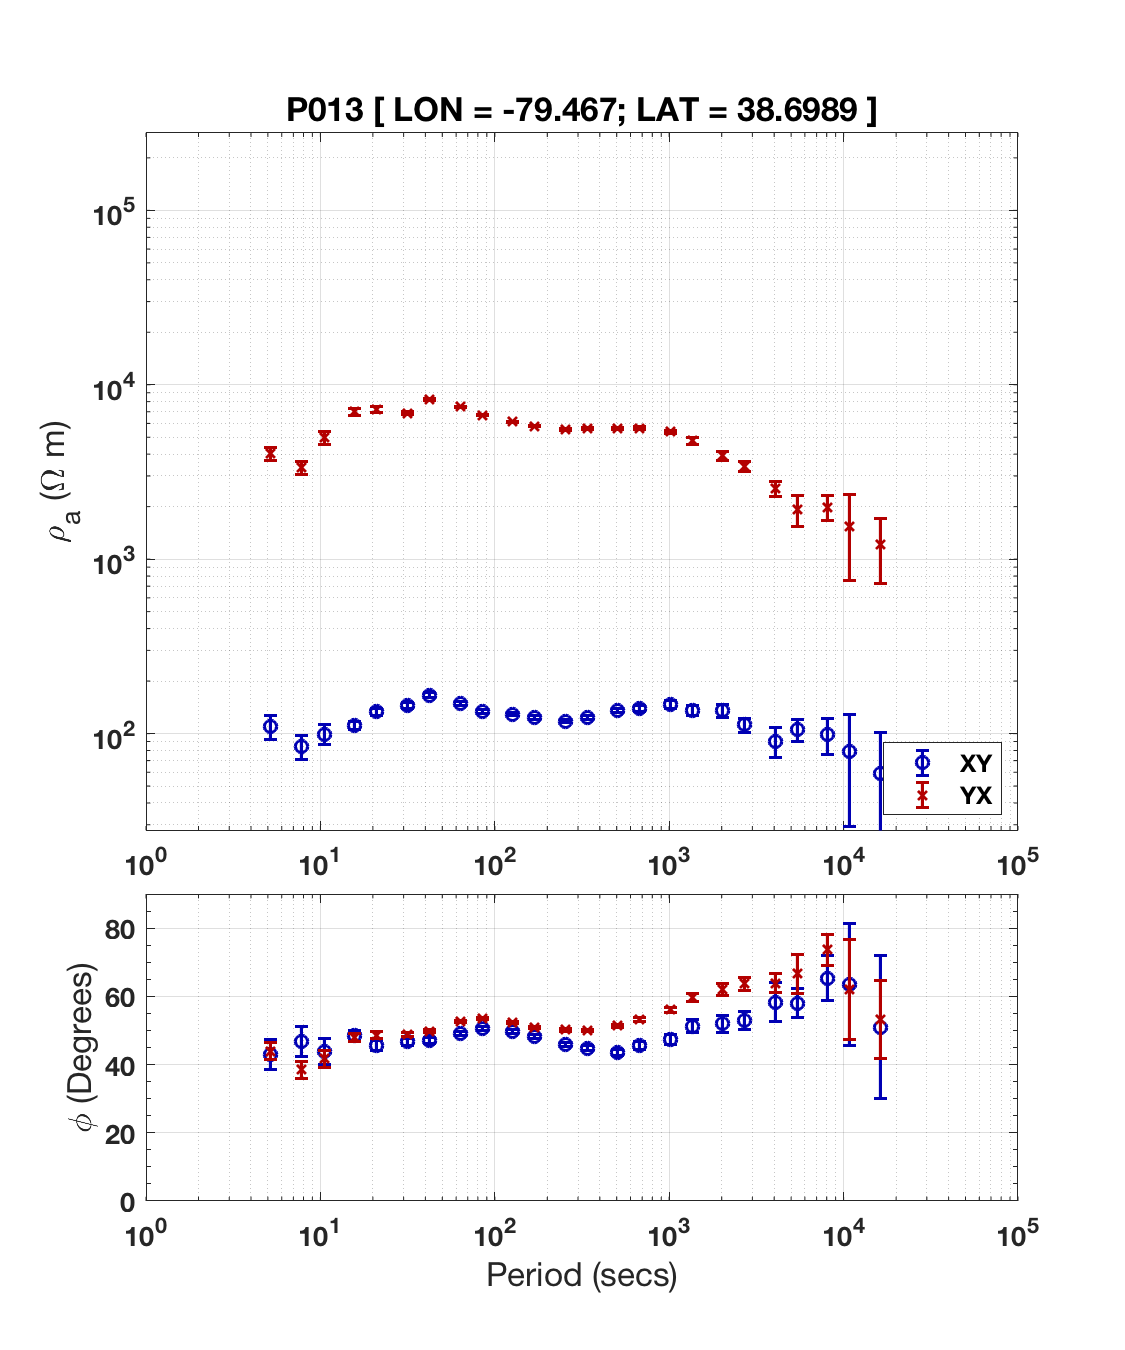 P013 [ LON = -79.467; LAT = 38.6989 ]
10^5
10^4
10^3
10^2
ρ_a (Ω m)
XY
YX
10^0 10^1 10^2 10^3 10^4 10^5
80
60
40
20
0
ϕ (Degrees)
10^0 10^1 10^2 10^3 10^4 10^5
Period (secs)